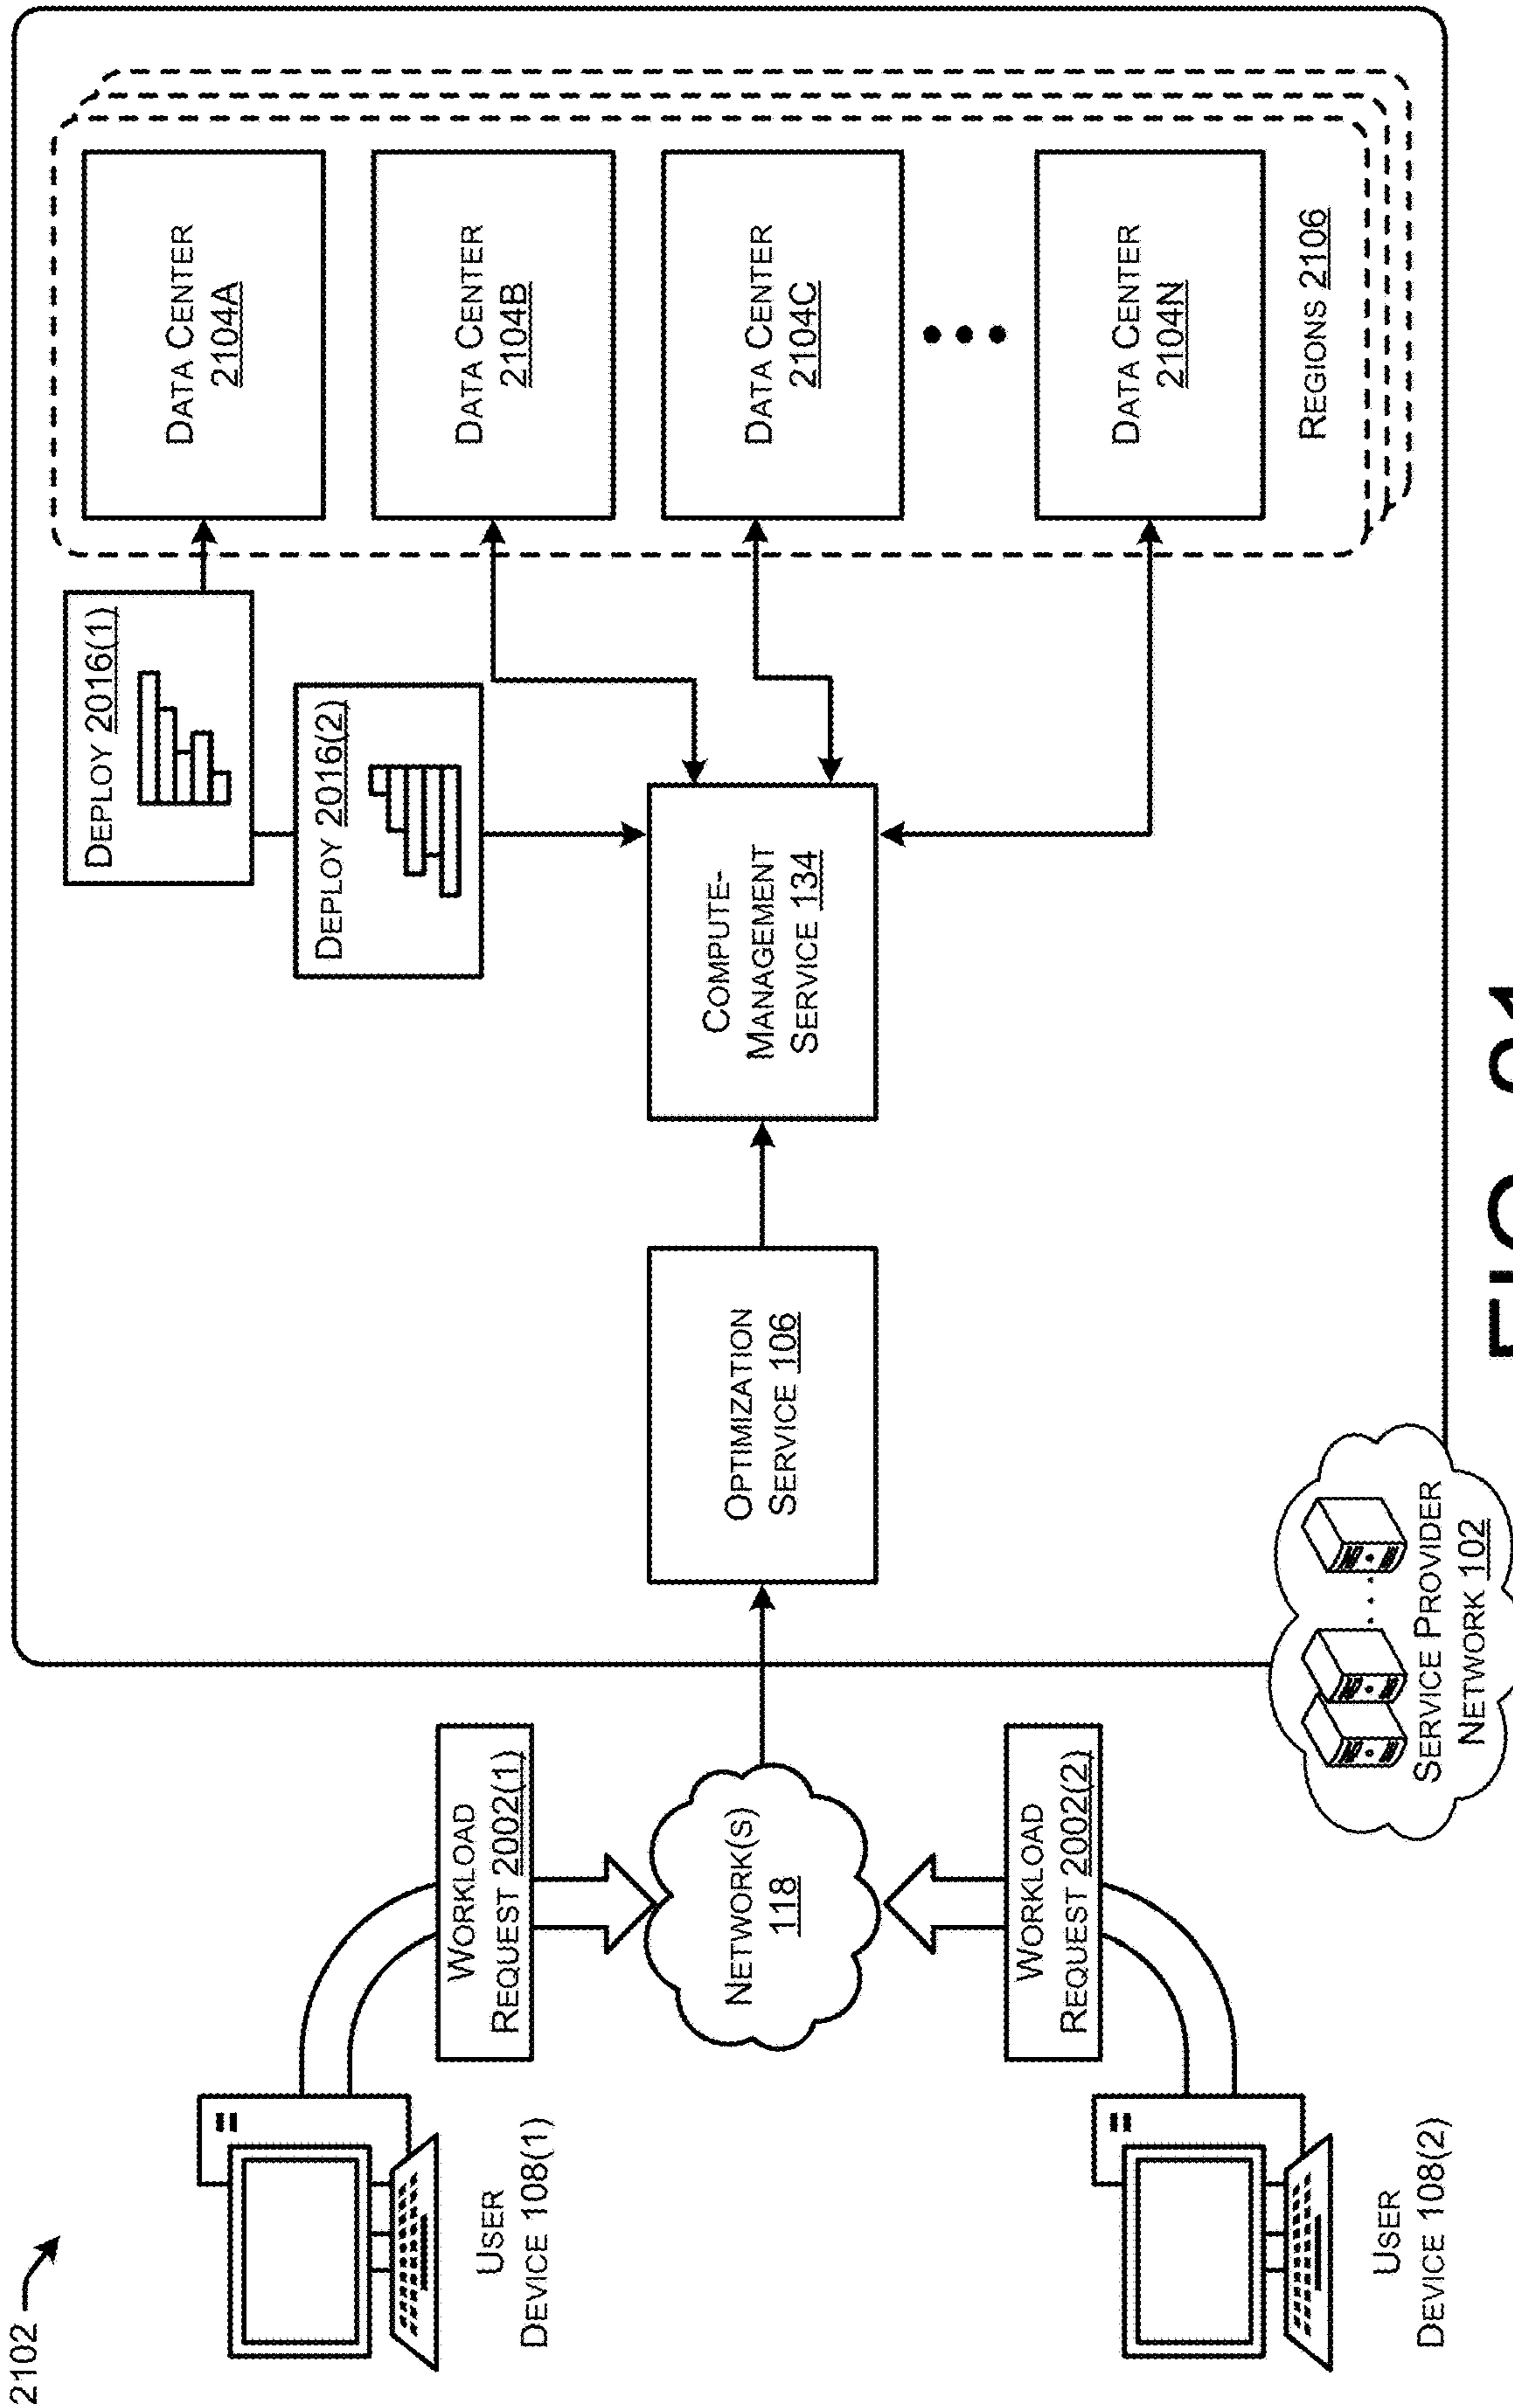 2102
USER
DEVICE 108(1)
WORKLOAD
REQUEST 2002(1)
NETWORK(S)
118
WORKLOAD
REQUEST 2002(2)
USER
DEVICE 108(2)
SERVICE PROVIDER
NETWORK 102
OPTIMIZATION
SERVICE 106
COMPUTE-
MANAGEMENT
SERVICE 134
DEPLOY 2016(1)
DEPLOY 2016(2)
DATA CENTER
2104A
DATA CENTER
2104B
DATA CENTER
2104C
DATA CENTER
2104N
REGIONS 2106
FIG. 21